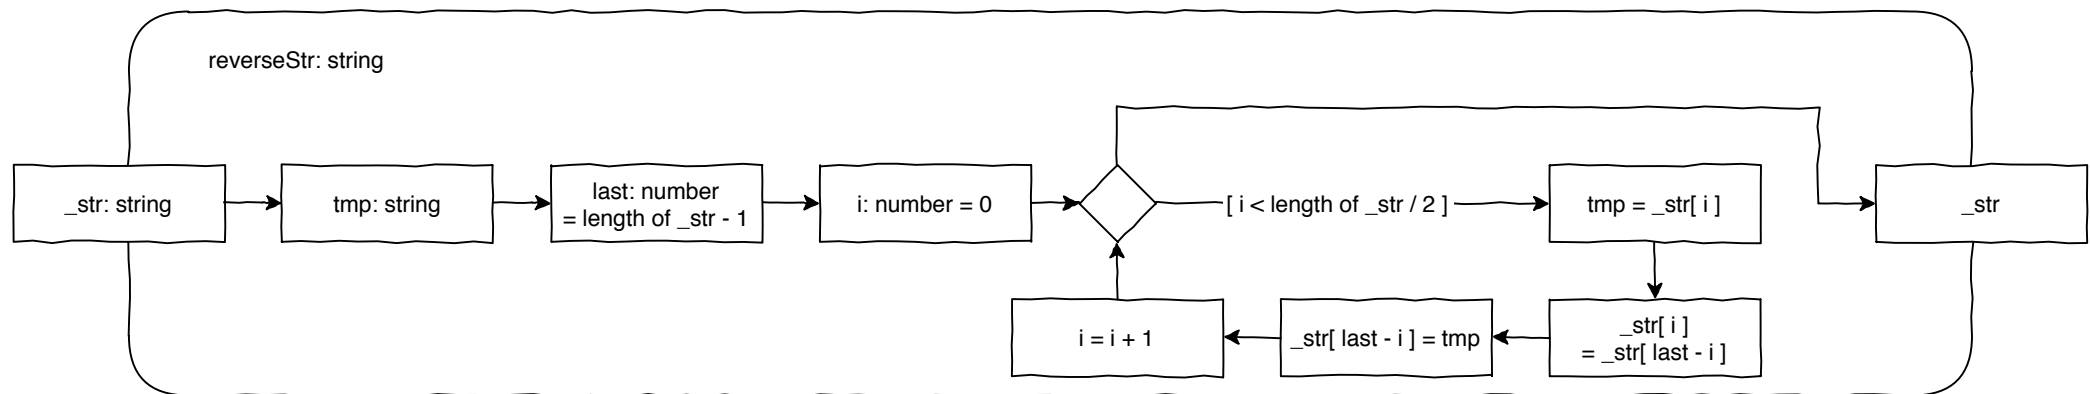 reverseStr: string
_str: string
tmp: string
last: number
= length of _str - 1
i: number = 0
[ i < length of _str / 2 ]
tmp = _str[ i ]
_str
i = i + 1
_str[ last - i ] = tmp
_str[ i ]
= _str[ last - i ]